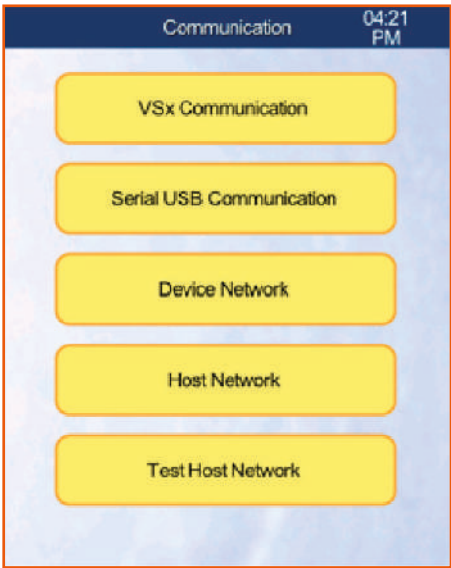 Communication
04:21
PM
VSx Communication
Serial USB Communication
Device Network
Host Network
Test Host Network